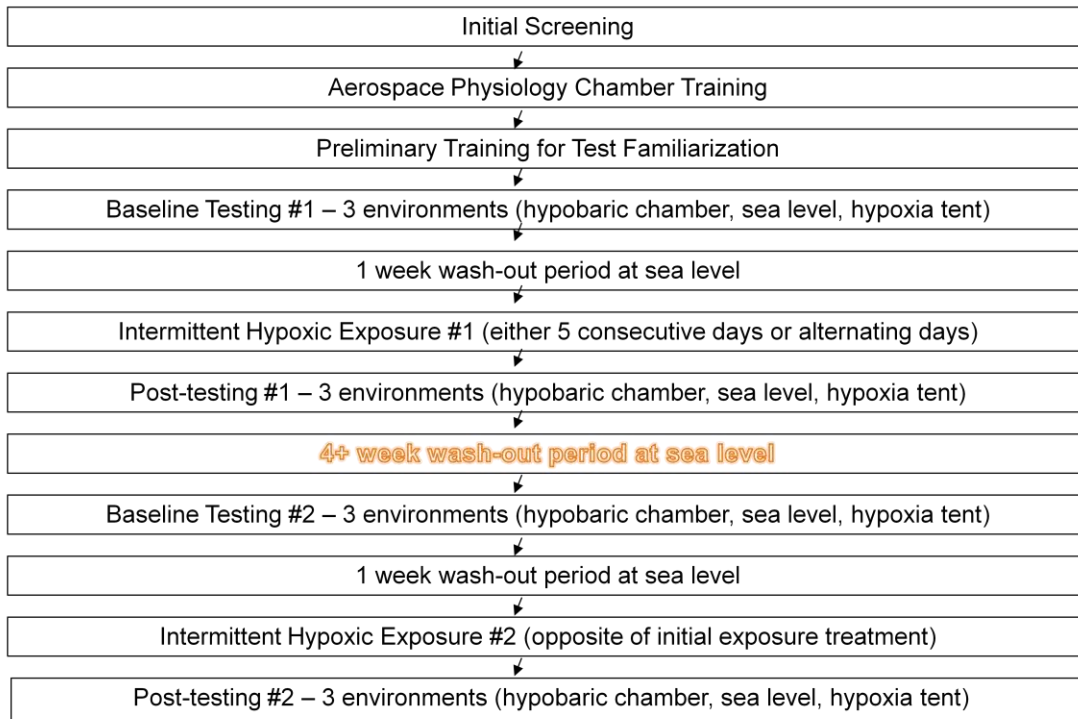 Initial Screening
Aerospace Physiology Chamber Training
Preliminary Training for Test Familiarization
Baseline Testing #1 – 3 environments (hypobaric chamber, sea level, hypoxia tent)
1 week wash-out period at sea level
Intermittent Hypoxic Exposure #1 (either 5 consecutive days or alternating days)
Post-testing #1 – 3 environments (hypobaric chamber, sea level, hypoxia tent)
4+ week wash-out period at sea level
Baseline Testing #2 – 3 environments (hypobaric chamber, sea level, hypoxia tent)
1 week wash-out period at sea level
Intermittent Hypoxic Exposure #2 (opposite of initial exposure treatment)
Post-testing #2 – 3 environments (hypobaric chamber, sea level, hypoxia tent)